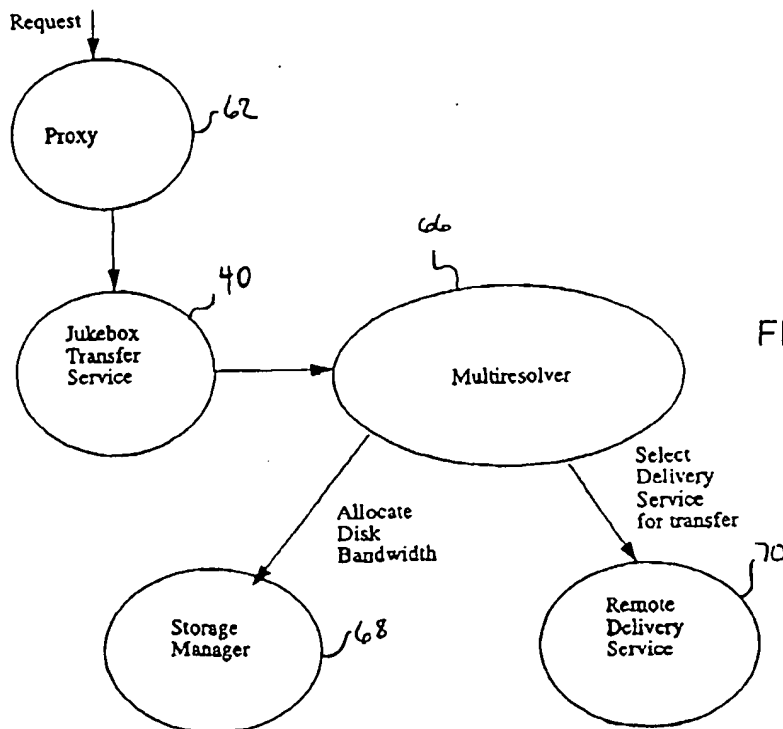 Request
62
Proxy
66
40
Jukebox
Transfer
Service
Multiresolver
Select
Delivery
Service
for transfer
Allocate
Disk
Bandwidth
70
Storage
Manager
68
Remote
Delivery
Service